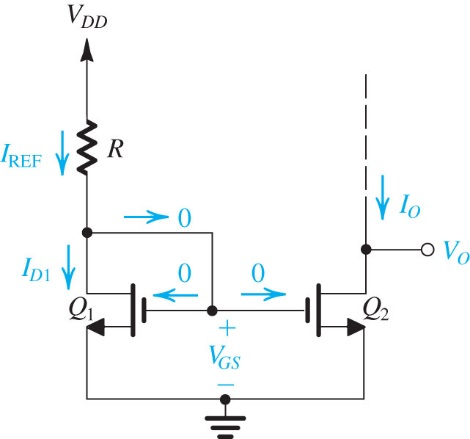 V_DD
I_REF
R
0
I_O
V_O
I_D1
0
0
Q_1
Q_2
+
V_GS
−